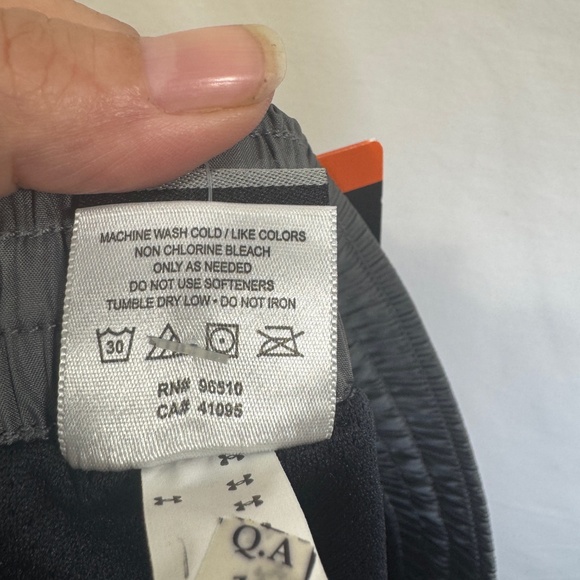 MACHINE WASH COLD / LIKE COLORS
NON CHLORINE BLEACH
ONLY AS NEEDED
DO NOT USE SOFTENERS
TUMBLE DRY LOW • DO NOT IRON
30
RN# 96510
CA# 41095
Q.A